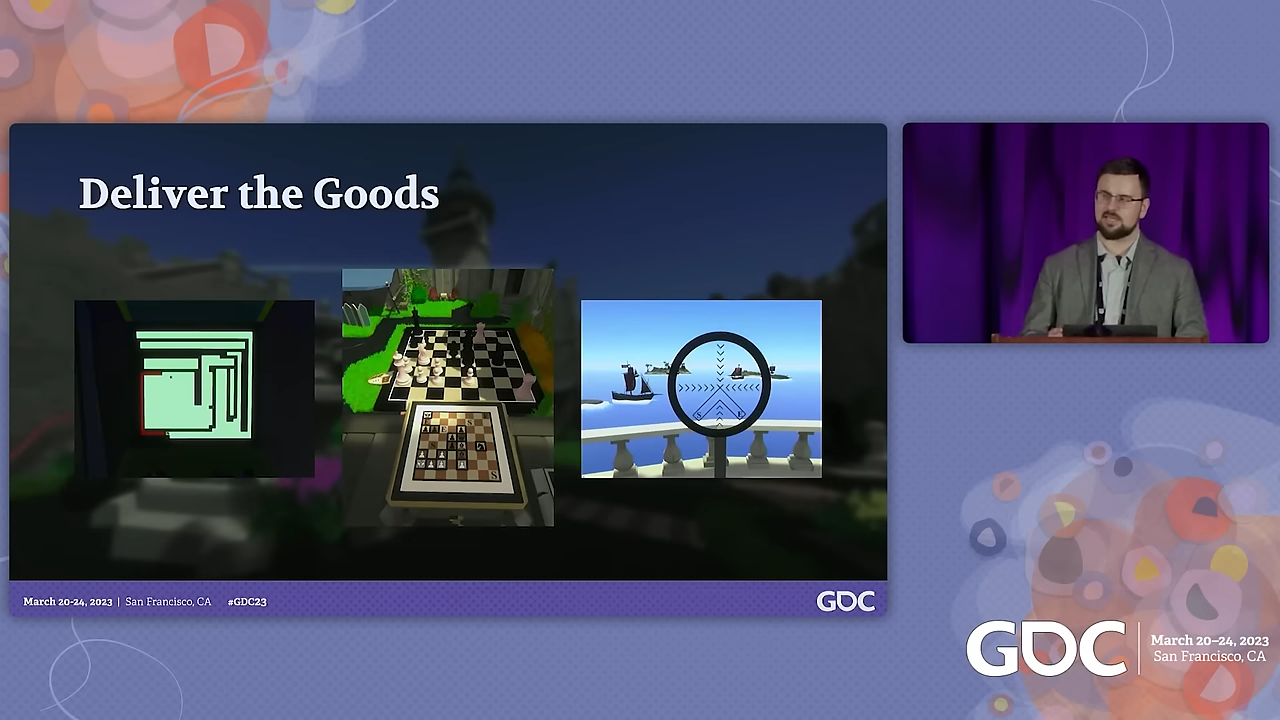 Deliver the Goods
March 20-24, 2023 | San Francisco, CA #GDC23
GDC
GDC
March 20–24, 2023
San Francisco, CA